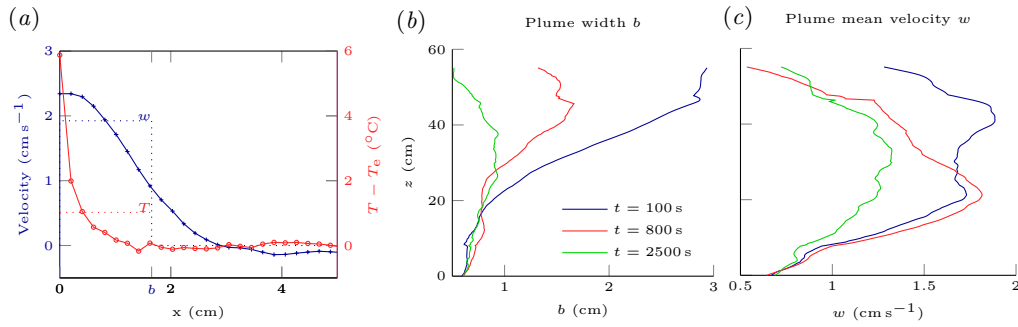 (a)
3
2
1
0
Velocity (cm s⁻¹)
6
4
2
0
T − Tₑ (°C)
w
T
0
b
2
4
x (cm)
(b)
Plume width b
60
40
20
0
z (cm)
t = 100 s
t = 800 s
t = 2500 s
1
2
3
b (cm)
(c)
Plume mean velocity w
0.5
1
1.5
2
w (cm s⁻¹)